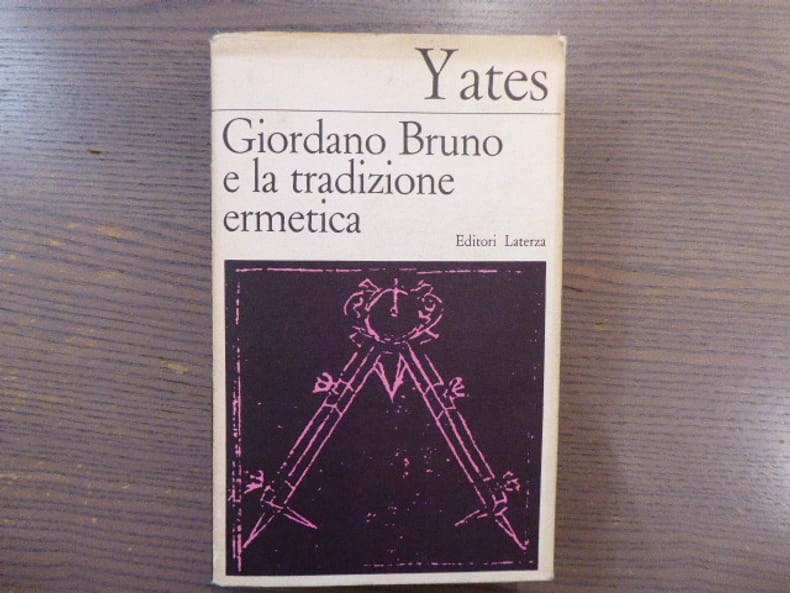 Yates
Giordano Bruno
e la tradizione
ermetica
Editori Laterza